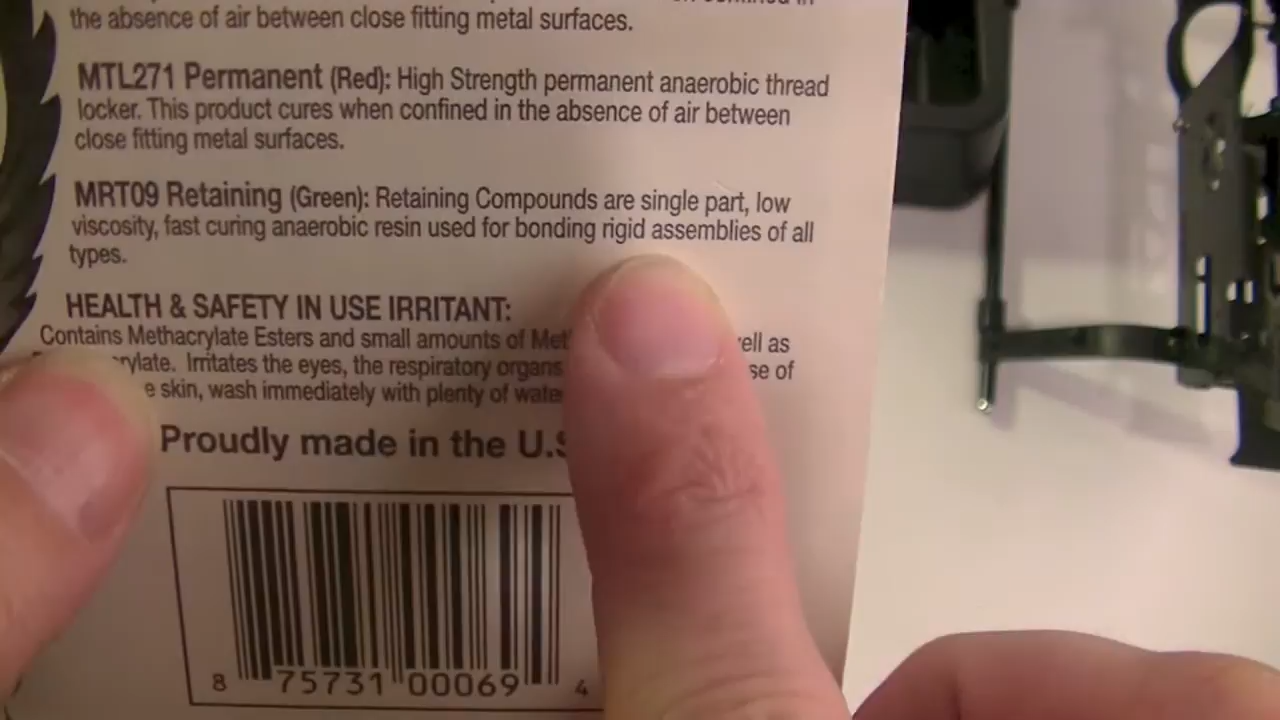 the absence of air between close fitting metal surfaces.
MTL271 Permanent (Red): High Strength permanent anaerobic thread
locker. This product cures when confined in the absence of air between
close fitting metal surfaces.
MRT09 Retaining (Green): Retaining Compounds are single part, low
viscosity, fast curing anaerobic resin used for bonding rigid assemblies of all
types.
HEALTH & SAFETY IN USE IRRITANT:
Contains Methacrylate Esters and small amounts of as
Irritates the eyes, the respiratory organs of
skin, wash immediately with plenty of
Proudly made in the
8 75731 00069 4